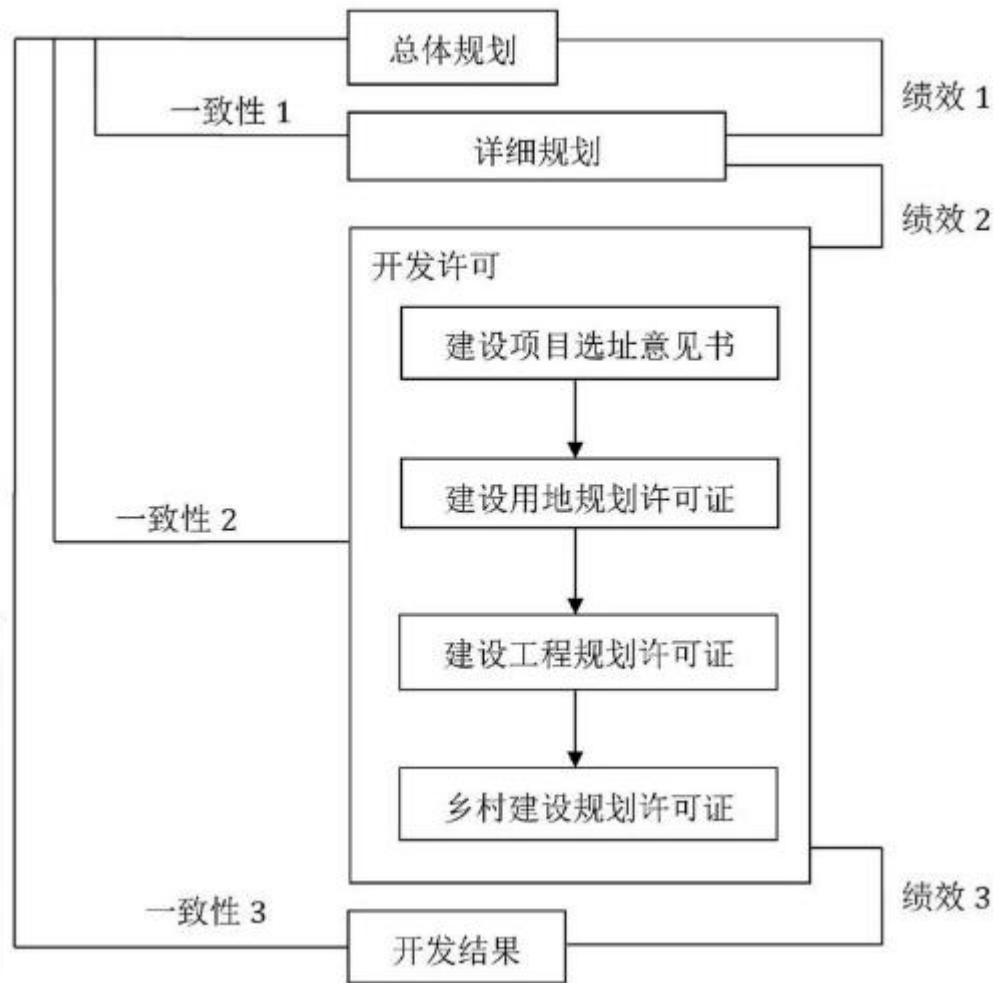 总体规划
绩效 1
一致性 1
详细规划
绩效 2
开发许可
建设项目选址意见书
建设用地规划许可证
一致性 2
建设工程规划许可证
乡村建设规划许可证
一致性 3
绩效 3
开发结果